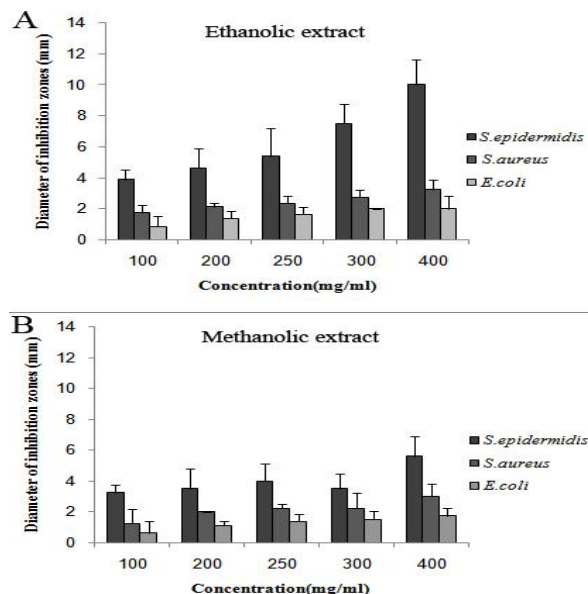 A
Ethanolic extract
Diameter of inhibition zones (mm)
14
12
10
8
6
4
2
0
100 200 250 300 400
Concentration(mg/ml)
S.epidermidis
S.aureus
E.coli
B
Methanolic extract
Diameter of inhibition zones (mm)
14
12
10
8
6
4
2
0
100 200 250 300 400
Concentration(mg/ml)
S.epidermidis
S.aureus
E.coli